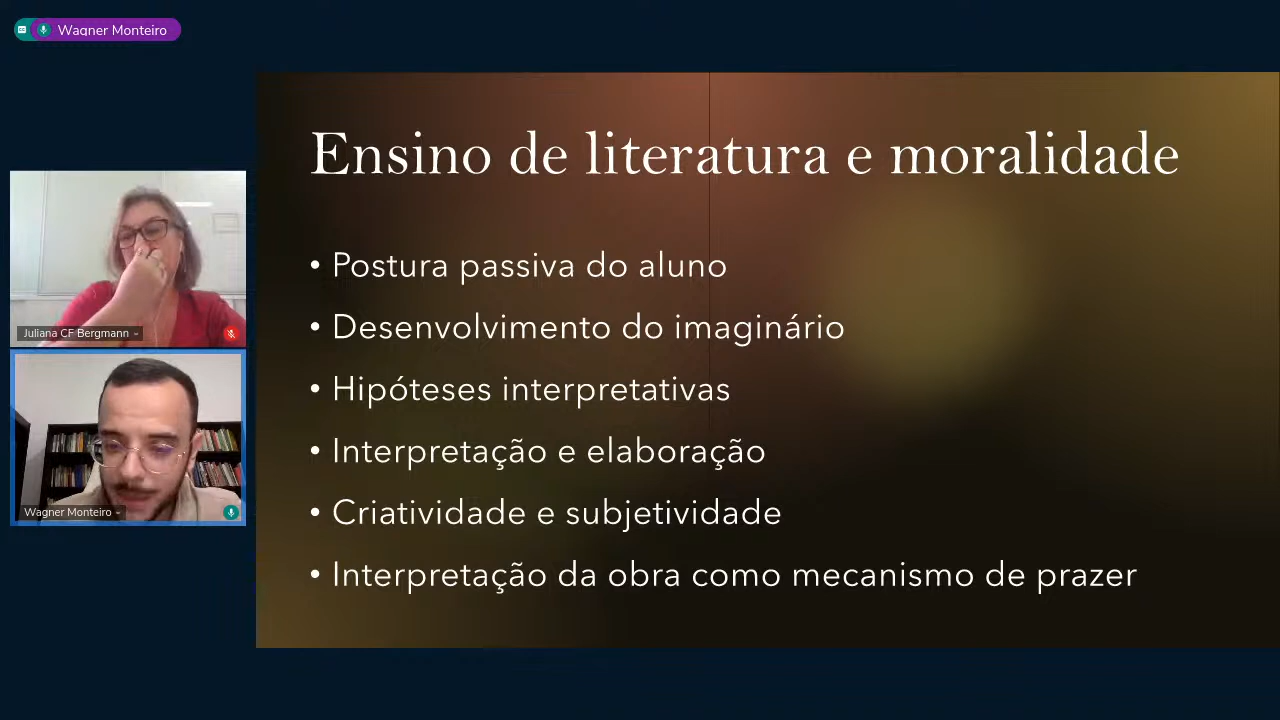 Wagner Monteiro
Ensino de literatura e moralidade
• Postura passiva do aluno
• Desenvolvimento do imaginário
• Hipóteses interpretativas
• Interpretação e elaboração
• Criatividade e subjetividade
• Interpretação da obra como mecanismo de prazer
Juliana CF Bergmann
Wagner Monteiro